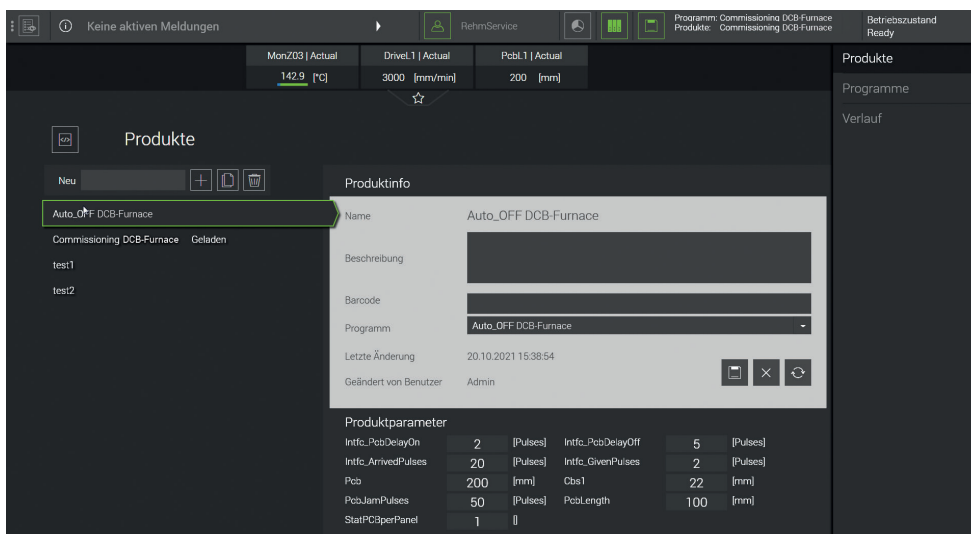 Keine aktiven Meldungen
RehmService
Programm: Commissioning DCB-Furnace
Produkte: Commissioning DCB-Furnace
Betriebszustand
Ready
MonZ03 | Actual
142.9 [°C]
DriveL1 | Actual
3000 [mm/min]
PcbL1 | Actual
200 [mm]
Produkte
Programme
Verlauf
Produkte
Neu
Auto_OFF DCB-Furnace
Commissioning DCB-Furnace Geladen
test1
test2
Produktinfo
Name Auto_OFF DCB-Furnace
Beschreibung
Barcode
Programm Auto_OFF DCB-Furnace
Letzte Änderung 20.10.2021 15:38:54
Geändert von Benutzer Admin
Produktparameter
Intfc_PcbDelayOn 2 [Pulses] Intfc_PcbDelayOff 5 [Pulses]
Intfc_ArrivedPulses 20 [Pulses] Intfc_GivenPulses 2 [Pulses]
Pcb 200 [mm] Cbs1 22 [mm]
PcbJamPulses 50 [Pulses] PcbLength 100 [mm]
StatPCBperPanel 1 []